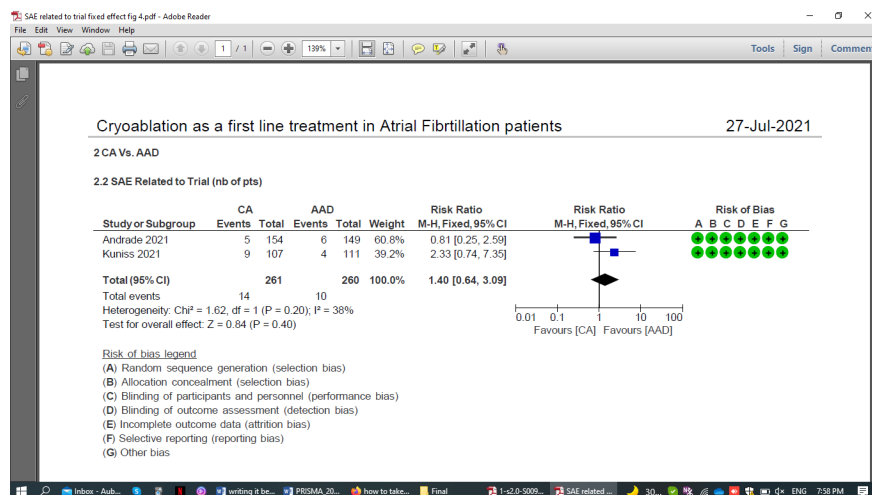 SAE related to trial fixed effect fig 4.pdf - Adobe Reader
File Edit View Window Help
1 / 1 139% Tools Sign Comment
Cryoablation as a first line treatment in Atrial Fibrtillation patients 27-Jul-2021
2 CA Vs. AAD
2.2 SAE Related to Trial (nb of pts)
CA AAD Risk Ratio Risk Ratio Risk of Bias
Study or Subgroup Events Total Events Total Weight M-H, Fixed, 95% CI M-H, Fixed, 95% CI A B C D E F G
Andrade 2021 5 154 6 149 60.8% 0.81 [0.25, 2.59]
Kuniss 2021 9 107 4 111 39.2% 2.33 [0.74, 7.35]
Total (95% CI) 261 260 100.0% 1.40 [0.64, 3.09]
Total events 14 10
Heterogeneity: Chi² = 1.62, df = 1 (P = 0.20); I² = 38%
Test for overall effect: Z = 0.84 (P = 0.40)
0.01 0.1 1 10 100
Favours [CA] Favours [AAD]
Risk of bias legend
(A) Random sequence generation (selection bias)
(B) Allocation concealment (selection bias)
(C) Blinding of participants and personnel (performance bias)
(D) Blinding of outcome assessment (detection bias)
(E) Incomplete outcome data (attrition bias)
(F) Selective reporting (reporting bias)
(G) Other bias
Inbox - Aub... writing it be... PRISMA_20... how to take... Final 1-s2.0-S009... SAE related ... 30... ENG 7:58 PM